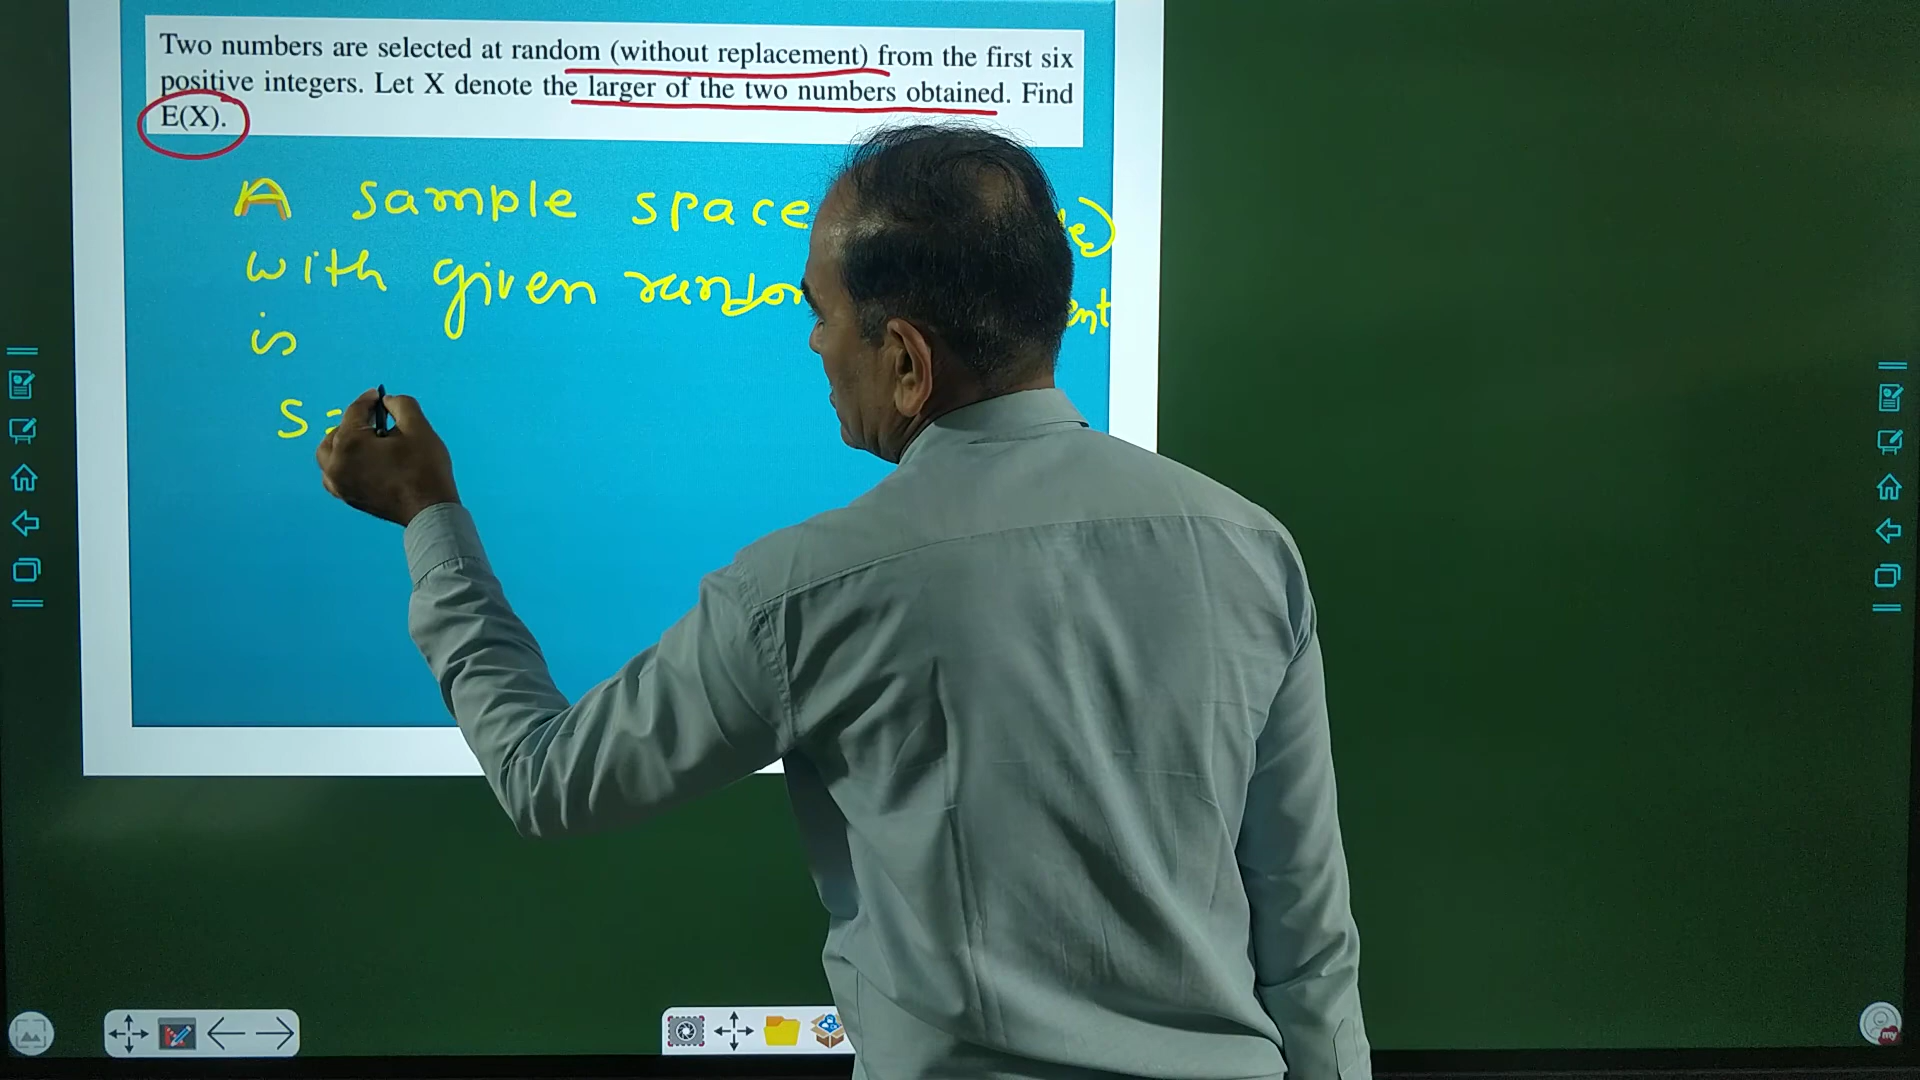 Two numbers are selected at random (without replacement) from the first six
positive integers. Let X denote the larger of the two numbers obtained. Find
E(X).
A sample space
with given
is
S =
my